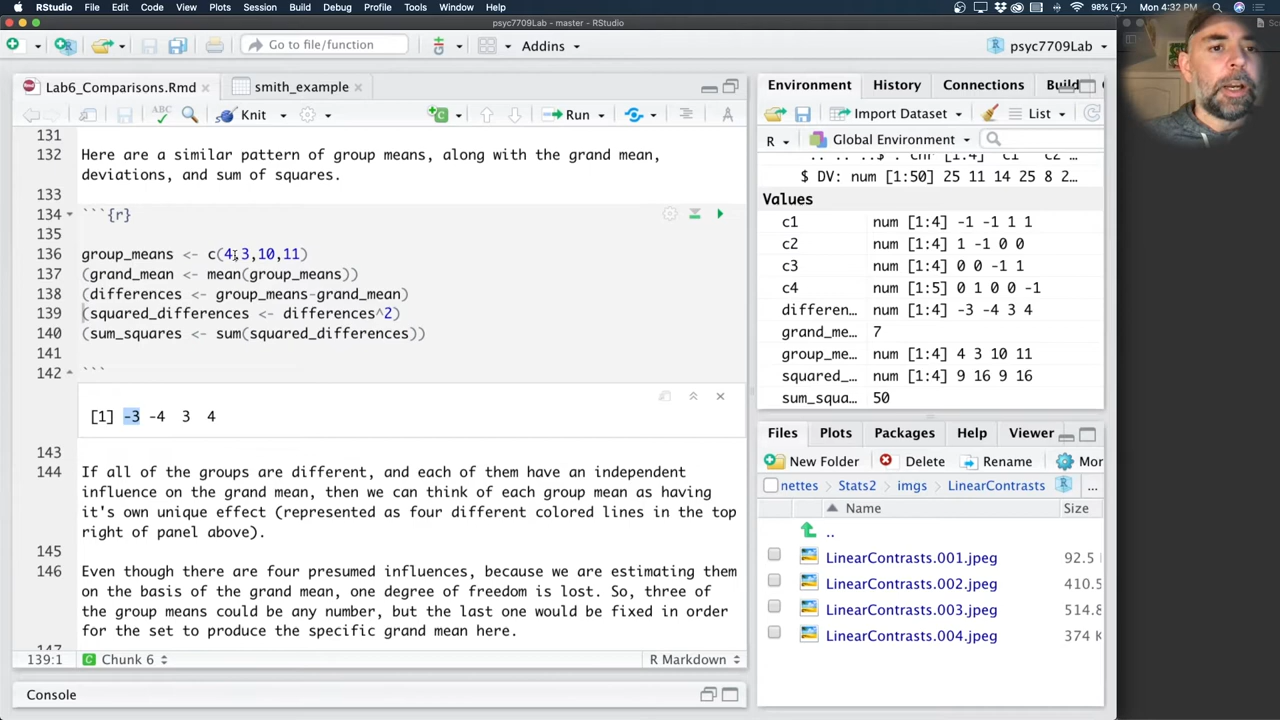 RStudio File Edit Code View Plots Session Build Debug Profile Tools Window Help 98% Mon 4:32 PM
psyc7709Lab - master - RStudio
Go to file/function Addins psyc7709Lab
Lab6_Comparisons.Rmd smith_example
ABC Knit Run
131
132 Here are a similar pattern of group means, along with the grand mean,
deviations, and sum of squares.
133
134 ```{r}
135
136 group_means <- c(4,3,10,11)
137 (grand_mean <- mean(group_means))
138 (differences <- group_means-grand_mean)
139 (squared_differences <- differences^2)
140 (sum_squares <- sum(squared_differences))
141
142 ```
[1] -3 -4 3 4
143
144 If all of the groups are different, and each of them have an independent
influence on the grand mean, then we can think of each group mean as having
it's own unique effect (represented as four different colored lines in the top
right of panel above).
145
146 Even though there are four presumed influences, because we are estimating them
on the basis of the grand mean, one degree of freedom is lost. So, three of
the group means could be any number, but the last one would be fixed in order
for the set to produce the specific grand mean here.
147
139:1 Chunk 6 R Markdown
Console
Environment History Connections Build
Import Dataset List
R Global Environment
.. .. ..$ : chr [1:4] "c1" "c2" …
$ DV: num [1:50] 25 11 14 25 8 2…
Values
c1 num [1:4] -1 -1 1 1
c2 num [1:4] 1 -1 0 0
c3 num [1:4] 0 0 -1 1
c4 num [1:5] 0 1 0 0 -1
differen… num [1:4] -3 -4 3 4
grand_me… 7
group_me… num [1:4] 4 3 10 11
squared_… num [1:4] 9 16 9 16
sum_squa… 50
Files Plots Packages Help Viewer
New Folder Delete Rename Mor
nettes Stats2 imgs LinearContrasts ...
Name Size
..
LinearContrasts.001.jpeg 92.5
LinearContrasts.002.jpeg 410.5
LinearContrasts.003.jpeg 514.8
LinearContrasts.004.jpeg 374 K